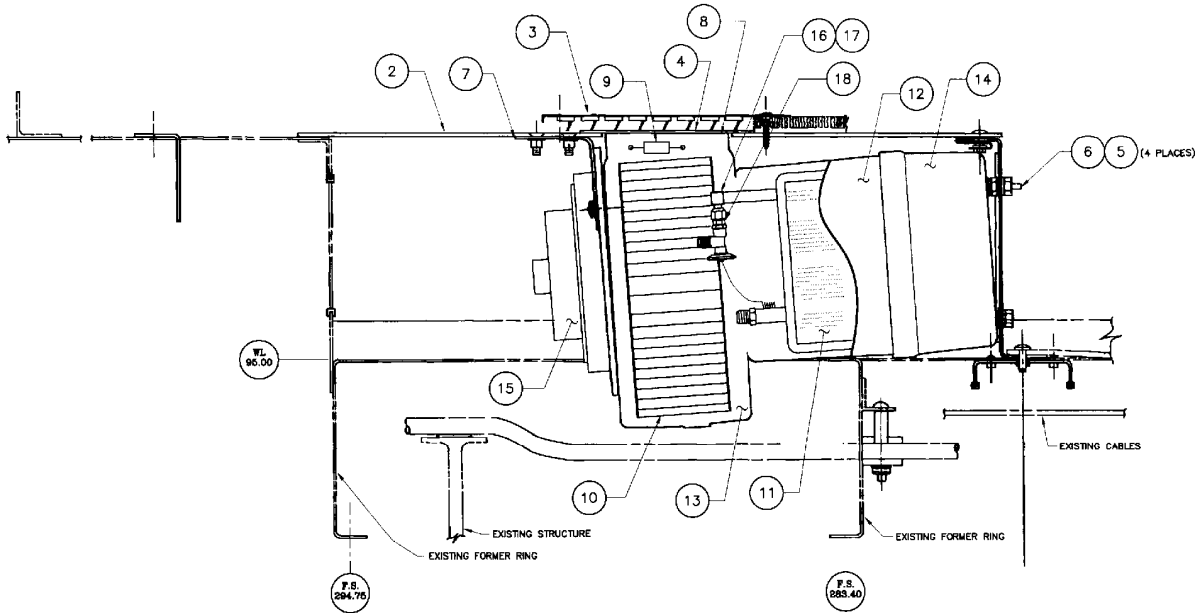 8
3
16 17
2
7
9
4
18
12
14
6 5 (4 PLACES)
WL
95.00
15
EXISTING CABLES
10
13
11
EXISTING STRUCTURE
EXISTING FORMER RING
EXISTING FORMER RING
F.S.
294.75
F.S.
283.40